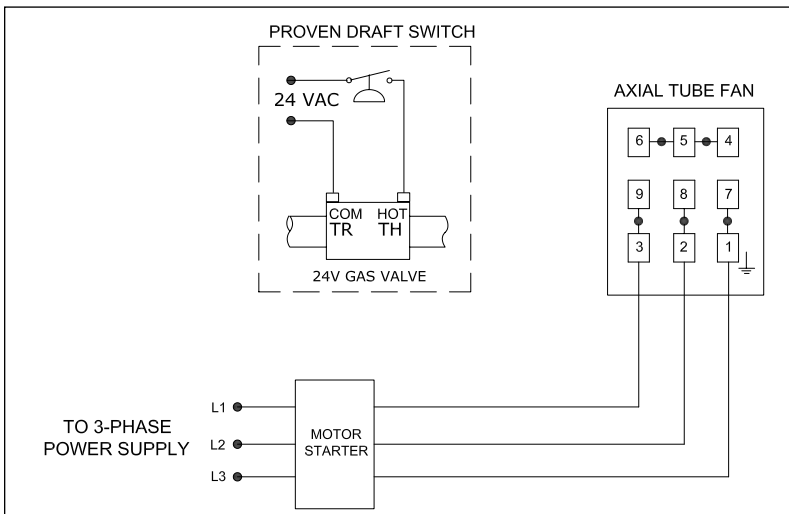 PROVEN DRAFT SWITCH
24 VAC
COM HOT
TR TH
24V GAS VALVE
AXIAL TUBE FAN
6 5 4
9 8 7
3 2 1
TO 3-PHASE
POWER SUPPLY
L1
L2
L3
MOTOR
STARTER